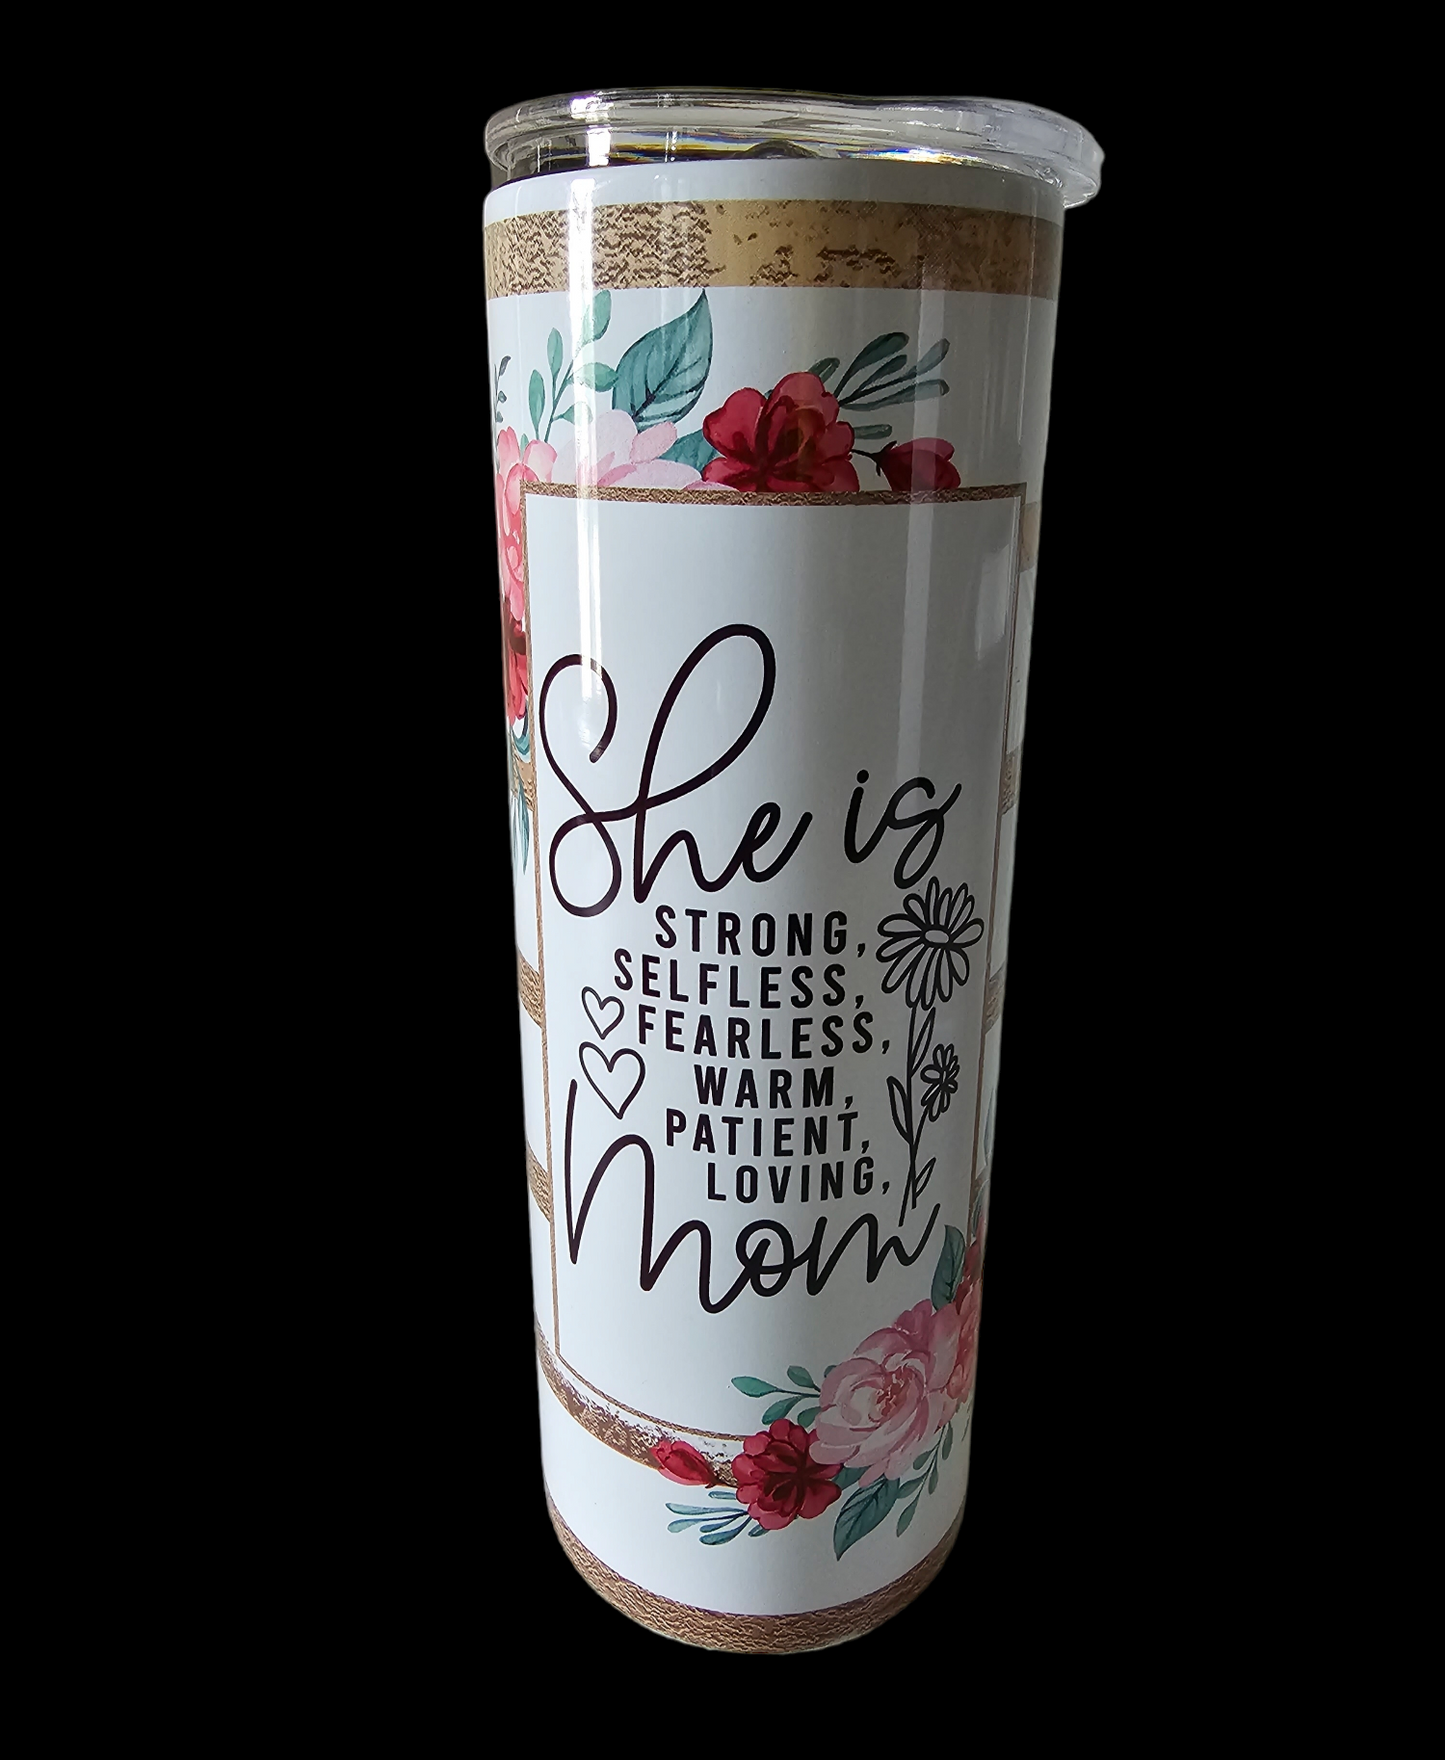 She is
STRONG,
SELFLESS,
FEARLESS,
WARM,
PATIENT,
LOVING,
Mom